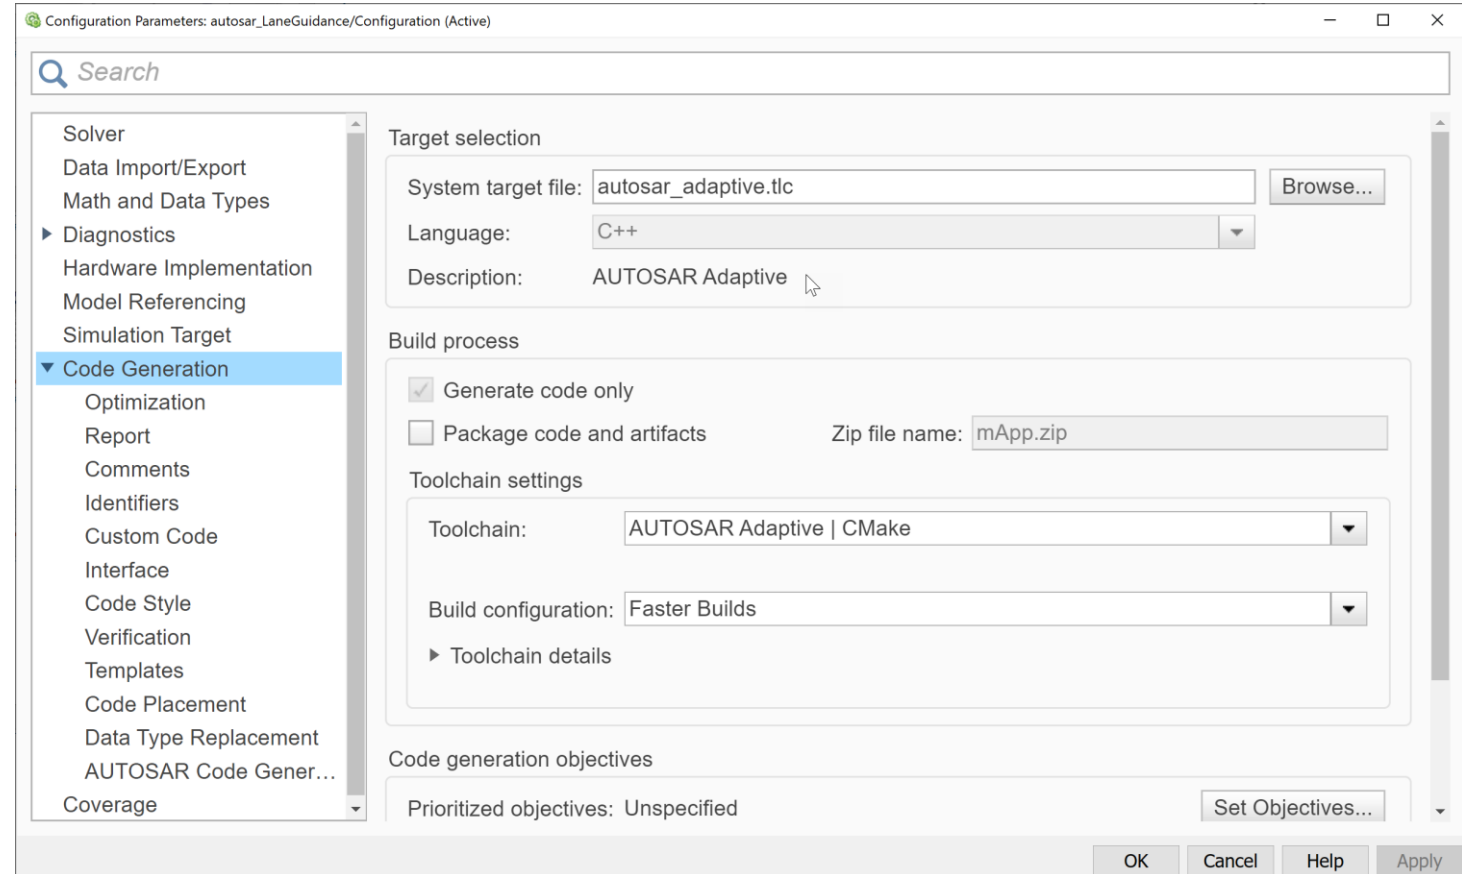 Configuration Parameters: autosar_LaneGuidance/Configuration (Active)
Search
Solver
Data Import/Export
Math and Data Types
Diagnostics
Hardware Implementation
Model Referencing
Simulation Target
Code Generation
Optimization
Report
Comments
Identifiers
Custom Code
Interface
Code Style
Verification
Templates
Code Placement
Data Type Replacement
AUTOSAR Code Gener...
Coverage
Target selection
System target file: autosar_adaptive.tlc Browse...
Language: C++
Description: AUTOSAR Adaptive
Build process
Generate code only
Package code and artifacts Zip file name: mApp.zip
Toolchain settings
Toolchain: AUTOSAR Adaptive | CMake
Build configuration: Faster Builds
Toolchain details
Code generation objectives
Prioritized objectives: Unspecified Set Objectives...
OK Cancel Help Apply